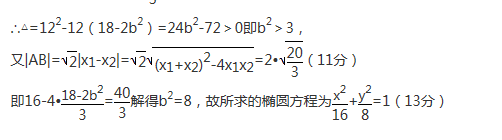 ∴△=12²-12（18-2b²）=24b²-72＞0即b²＞3，
又|AB|=√2|x₁-x₂|=√2√(x₁+x₂)²-4x₁x₂=2•√20/3（11分）
即16-4•18-2b²/3=40/3解得b²=8，故所求的椭圆方程为x²/16+y²/8=1（13分）